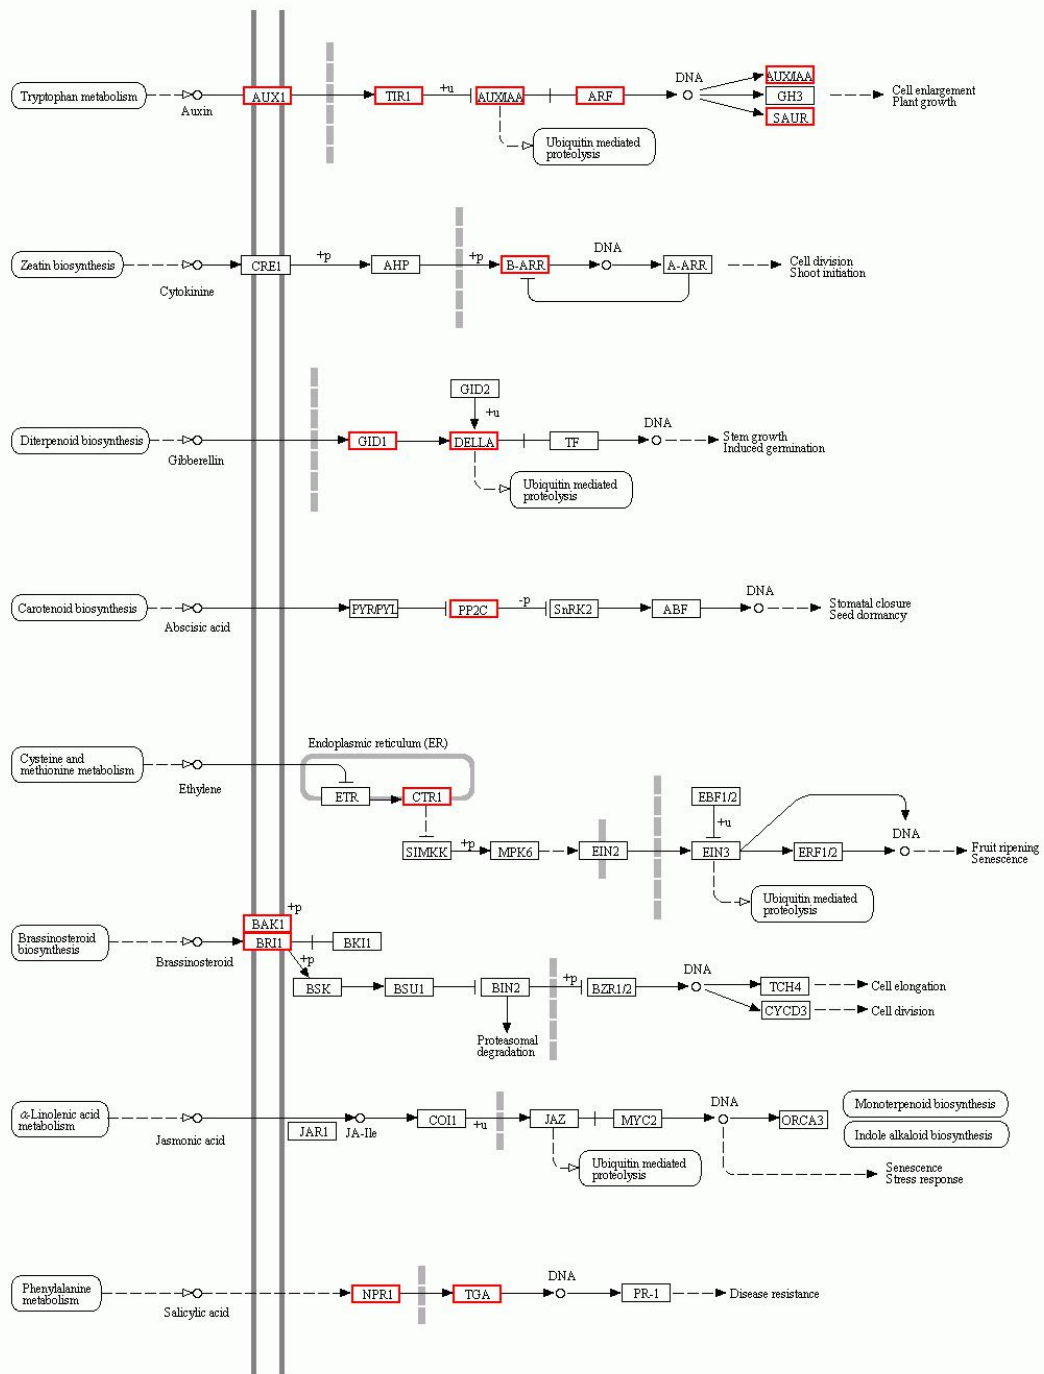 Tryptophan metabolism
Auxin
AUX1
TIR1
+u
AUX/IAA
ARF
DNA
AUX/IAA
GH3
SAUR
Cell enlargement
Plant growth
Ubiquitin mediated
proteolysis
Zeatin biosynthesis
Cytokinine
CRE1
+p
AHP
+p
B-ARR
DNA
A-ARR
Cell division
Shoot initiation
GID2
+u
Diterpenoid biosynthesis
Gibberellin
GID1
DELLA
TF
DNA
Stem growth
Induced germination
Ubiquitin mediated
proteolysis
Carotenoid biosynthesis
Abscisic acid
PYR/PYL
PP2C
-p
SnRK2
ABF
DNA
Stomatal closure
Seed dormancy
Endoplasmic reticulum (ER)
Cysteine and
methionine metabolism
Ethylene
ETR
CTR1
EBF1/2
+u
SIMKK
+p
MPK6
EIN2
EIN3
ERF1/2
DNA
Fruit ripening
Senescence
Ubiquitin mediated
proteolysis
Brassinosteroid
biosynthesis
Brassinosteroid
BAK1
+p
BRI1
BKI1
+p
BSK
BSU1
BIN2
+p
BZR1/2
DNA
TCH4
Cell elongation
CYCD3
Cell division
Proteasomal
degradation
α-Linolenic acid
metabolism
Jasmonic acid
JAR1
JA-Ile
COI1
+u
JAZ
MYC2
DNA
ORCA3
Monoterpenoid biosynthesis
Indole alkaloid biosynthesis
Ubiquitin mediated
proteolysis
Senescence
Stress response
Phenylalanine
metabolism
Salicylic acid
NPR1
TGA
DNA
PR-1
Disease resistance